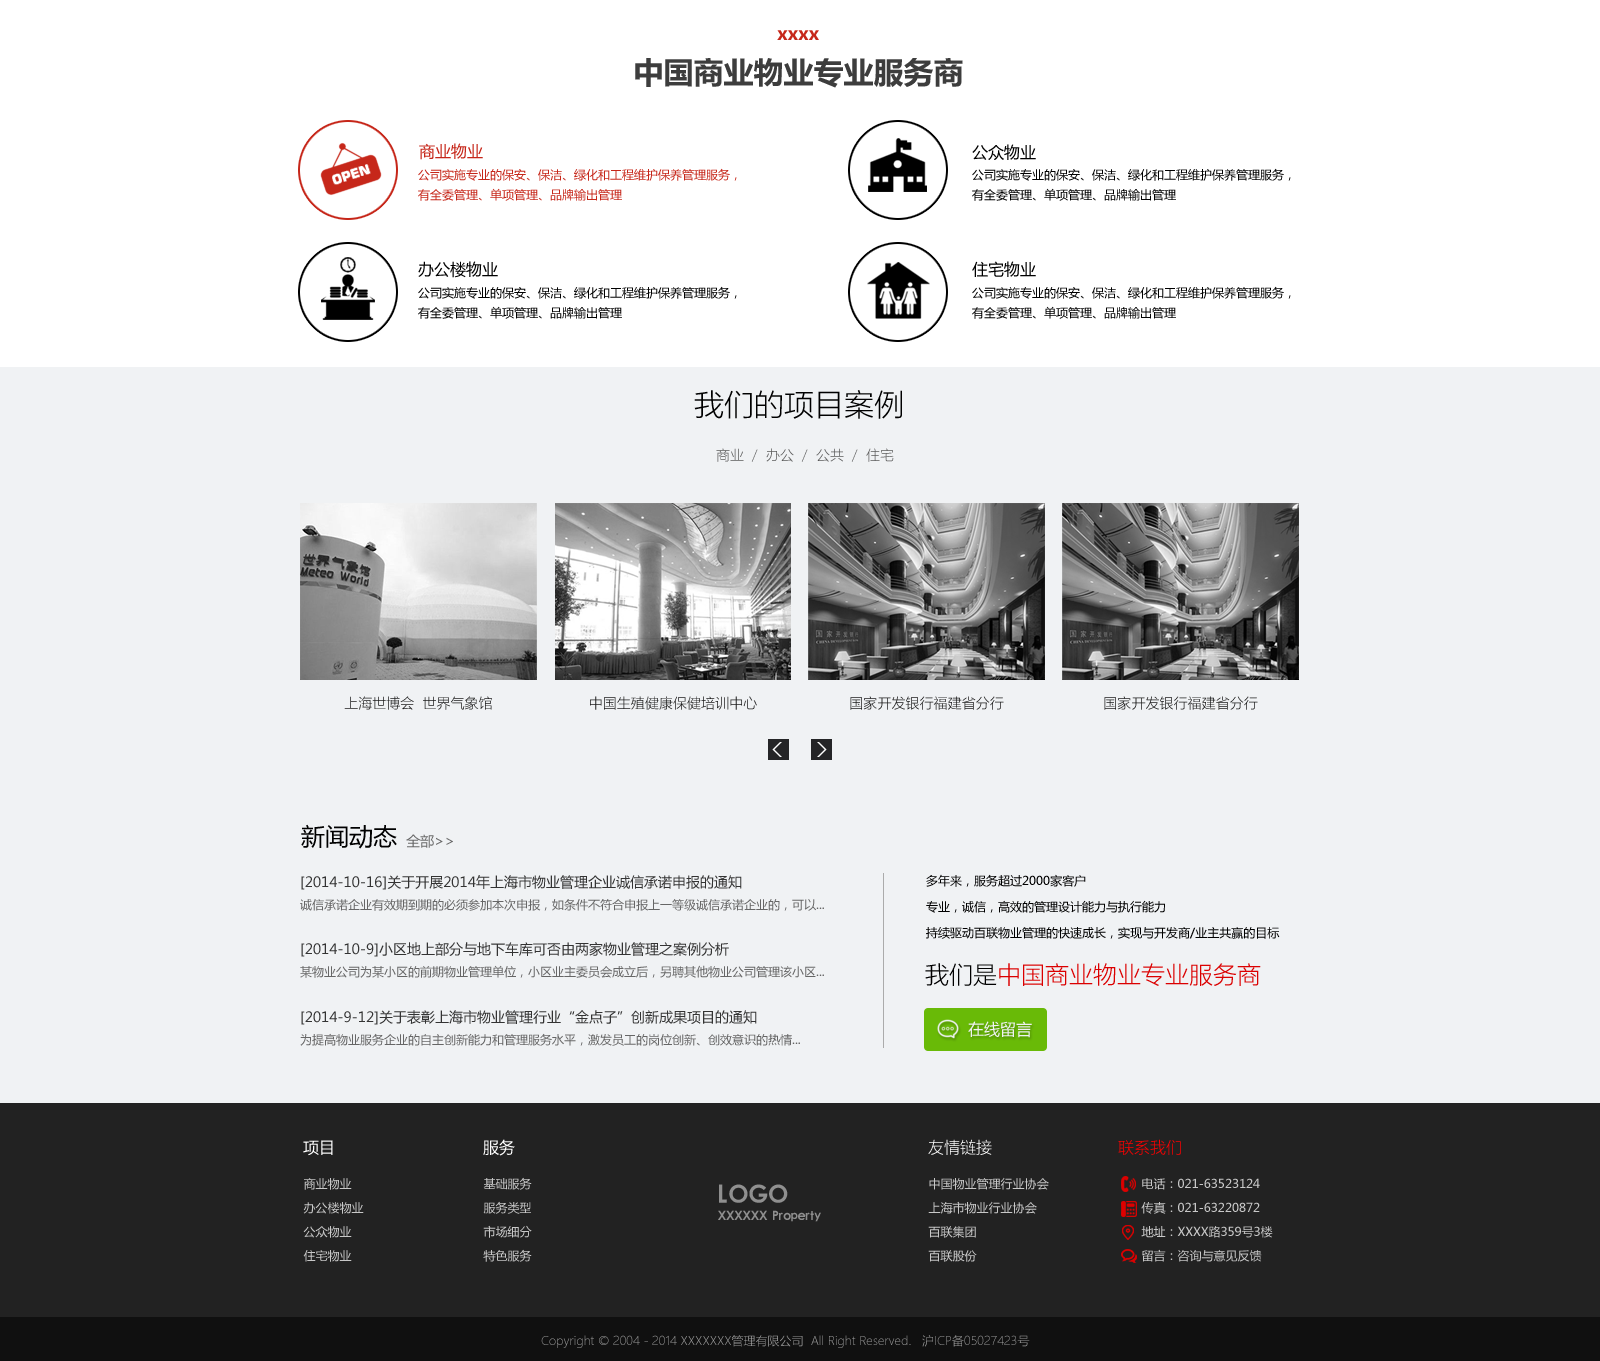 xxxx
中国商业物业专业服务商
OPEN
商业物业
公司实施专业的保安、保洁、绿化和工程维护保养管理服务，
有全委管理、单项管理、品牌输出管理
公众物业
公司实施专业的保安、保洁、绿化和工程维护保养管理服务，
有全委管理、单项管理、品牌输出管理
办公楼物业
公司实施专业的保安、保洁、绿化和工程维护保养管理服务，
有全委管理、单项管理、品牌输出管理
住宅物业
公司实施专业的保安、保洁、绿化和工程维护保养管理服务，
有全委管理、单项管理、品牌输出管理
我们的项目案例
商业 / 办公 / 公共 / 住宅
世界气象馆
Meteo World
国家开发银行
国家开发银行
上海世博会 世界气象馆
中国生殖健康保健培训中心
国家开发银行福建省分行
国家开发银行福建省分行
新闻动态 全部>>
[2014-10-16]关于开展2014年上海市物业管理企业诚信承诺申报的通知
诚信承诺企业有效期到期的必须参加本次申报，如条件不符合申报上一等级诚信承诺企业的，可以...
[2014-10-9]小区地上部分与地下车库可否由两家物业管理之案例分析
某物业公司为某小区的前期物业管理单位，小区业主委员会成立后，另聘其他物业公司管理该小区...
[2014-9-12]关于表彰上海市物业管理行业“金点子”创新成果项目的通知
为提高物业服务企业的自主创新能力和管理服务水平，激发员工的岗位创新、创效意识的热情...
多年来，服务超过2000家客户
专业，诚信，高效的管理设计能力与执行能力
持续驱动百联物业管理的快速成长，实现与开发商/业主共赢的目标
我们是中国商业物业专业服务商
在线留言
项目
商业物业
办公楼物业
公众物业
住宅物业
服务
基础服务
服务类型
市场细分
特色服务
LOGO
XXXXXX Property
友情链接
中国物业管理行业协会
上海市物业行业协会
百联集团
百联股份
联系我们
电话：021-63523124
传真：021-63220872
地址：XXXX路359号3楼
留言：咨询与意见反馈
Copyright © 2004 - 2014 XXXXXXX管理有限公司 All Right Reserved. 沪ICP备05027423号